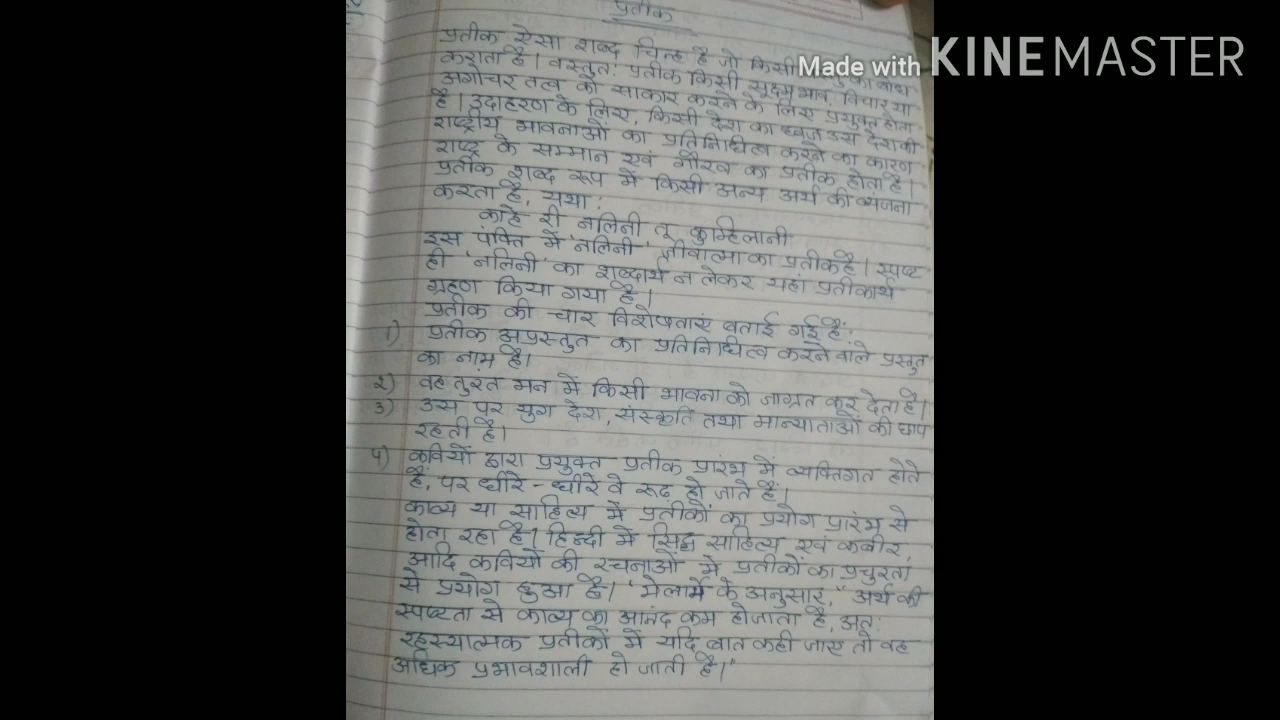 प्रतीक
प्रतीक ऐसा शब्द चिन्ह है जो किसी का बोध
कराता है। वस्तुतः प्रतीक किसी सूक्ष्म भाव, विचार या
अगोचर तत्व को साकार करने के लिए प्रयुक्त होता
है। उदाहरण के लिए, किसी देश का ध्वज उस देश की
राष्ट्रीय भावनाओं का प्रतिनिधित्व करने का कारण
राष्ट्र के सम्मान एवं गौरव का प्रतीक होता है।
प्रतीक शब्द रूप में किसी अन्य अर्थ की व्यंजना
करता है, यथा:
काहे री नलिनी तू कुम्हिलानी
इस पंक्ति में 'नलिनी' जीवात्मा का प्रतीक है। स्पष्ट
ही 'नलिनी' का शब्दार्थ न लेकर यहां प्रतीकार्थ
ग्रहण किया गया है।
प्रतीक की चार विशेषताएं बताई गई हैं:
1) प्रतीक अप्रस्तुत का प्रतिनिधित्व करने वाले प्रस्तुत
का नाम है।
2) वह तुरत मन में किसी भावना को जाग्रत कर देता है।
3) उस पर युग देश, संस्कृति तथा मान्याताओं की छाप
रहती है।
4) कवियों द्वारा प्रयुक्त प्रतीक प्रारंभ में व्यक्तिगत होते
हैं, पर धीरे-धीरे वे रूढ़ हो जाते हैं।
काव्य या साहित्य में प्रतीकों का प्रयोग प्रारंभ से
होता रहा है। हिन्दी में सिद्ध साहित्य एवं कबीर,
आदि कवियों की रचनाओं में प्रतीकों का प्रचुरता
से प्रयोग हुआ है। 'मेलार्मे के अनुसार, "अर्थ की
स्पष्टता से काव्य का आनंद कम हो जाता है, अतः
रहस्यात्मक प्रतीकों में यदि बात कही जाए तो वह
अधिक प्रभावशाली हो जाती है।"
Made with KINEMASTER